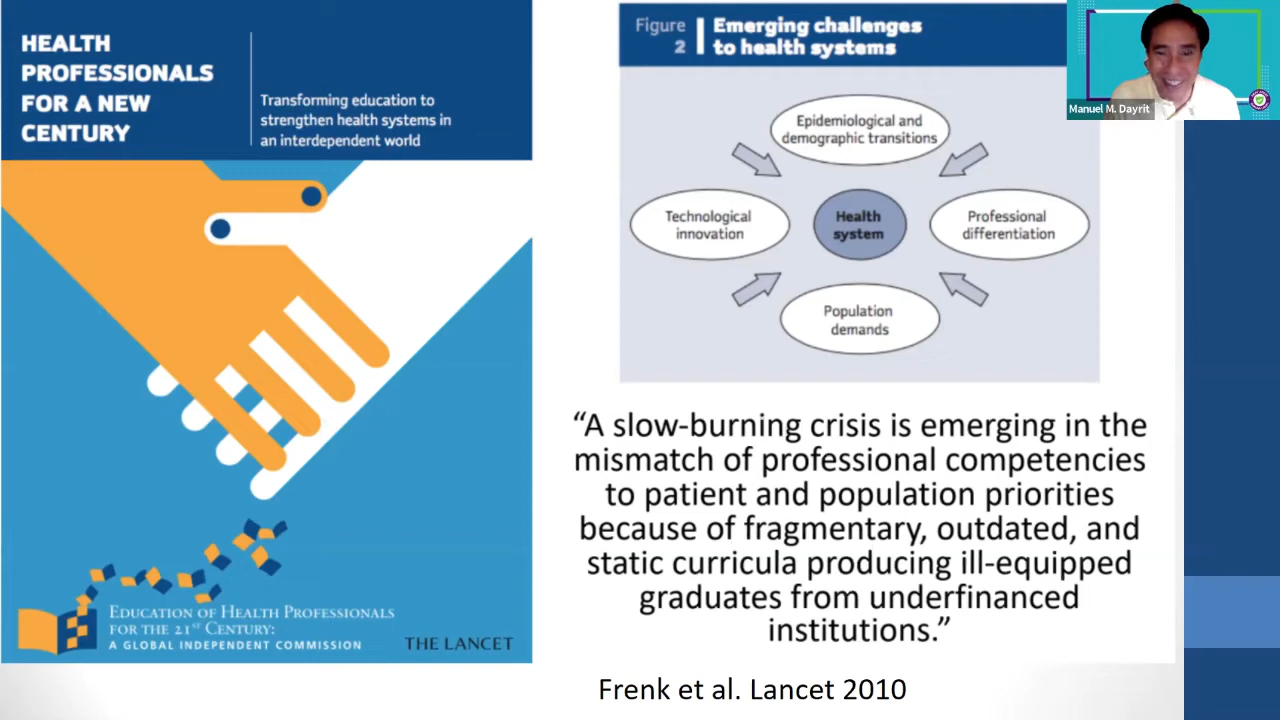 HEALTH
PROFESSIONALS
FOR A NEW
CENTURY
Transforming education to
strengthen health systems in
an interdependent world
EDUCATION OF HEALTH PROFESSIONALS
FOR THE 21ST CENTURY:
A GLOBAL INDEPENDENT COMMISSION
THE LANCET
Figure
2
Emerging challenges
to health systems
Epidemiological and
demographic transitions
Technological
innovation
Health
system
Professional
differentiation
Population
demands
Manuel M. Dayrit
“A slow-burning crisis is emerging in the
mismatch of professional competencies
to patient and population priorities
because of fragmentary, outdated, and
static curricula producing ill-equipped
graduates from underfinanced
institutions.”
Frenk et al. Lancet 2010